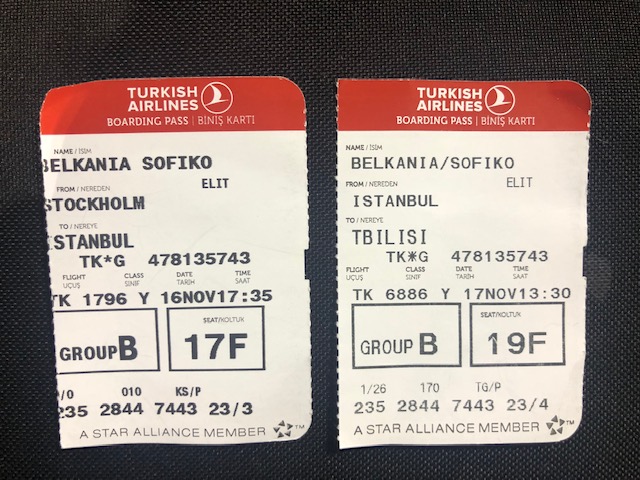 TURKISH
AIRLINES
BOARDING PASS | BİNİŞ KARTI
NAME / İSİM
BELKANIA SOFIKO
FROM / NEREDEN
ELIT
STOCKHOLM
TO / NEREYE
ISTANBUL
TK*G 478135743
FLIGHT CLASS DATE TIME
UÇUŞ SINIF TARİH SAAT
TK 1796 Y 16NOV17:35
GROUP B
SEAT/KOLTUK
17F
/0 010 KS/P
235 2844 7443 23/3
A STAR ALLIANCE MEMBER ™
TURKISH
AIRLINES
BOARDING PASS | BİNİŞ KARTI
NAME / İSİM
BELKANIA/SOFIKO
FROM / NEREDEN
ELIT
ISTANBUL
TO / NEREYE
TBILISI
TK*G 478135743
FLIGHT CLASS DATE TIME
UÇUŞ SINIF TARİH SAAT
TK 6886 Y 17NOV13:30
GROUP B
SEAT/KOLTUK
19F
1/26 170 TG/P
235 2844 7443 23/4
A STAR ALLIANCE MEMBER ™